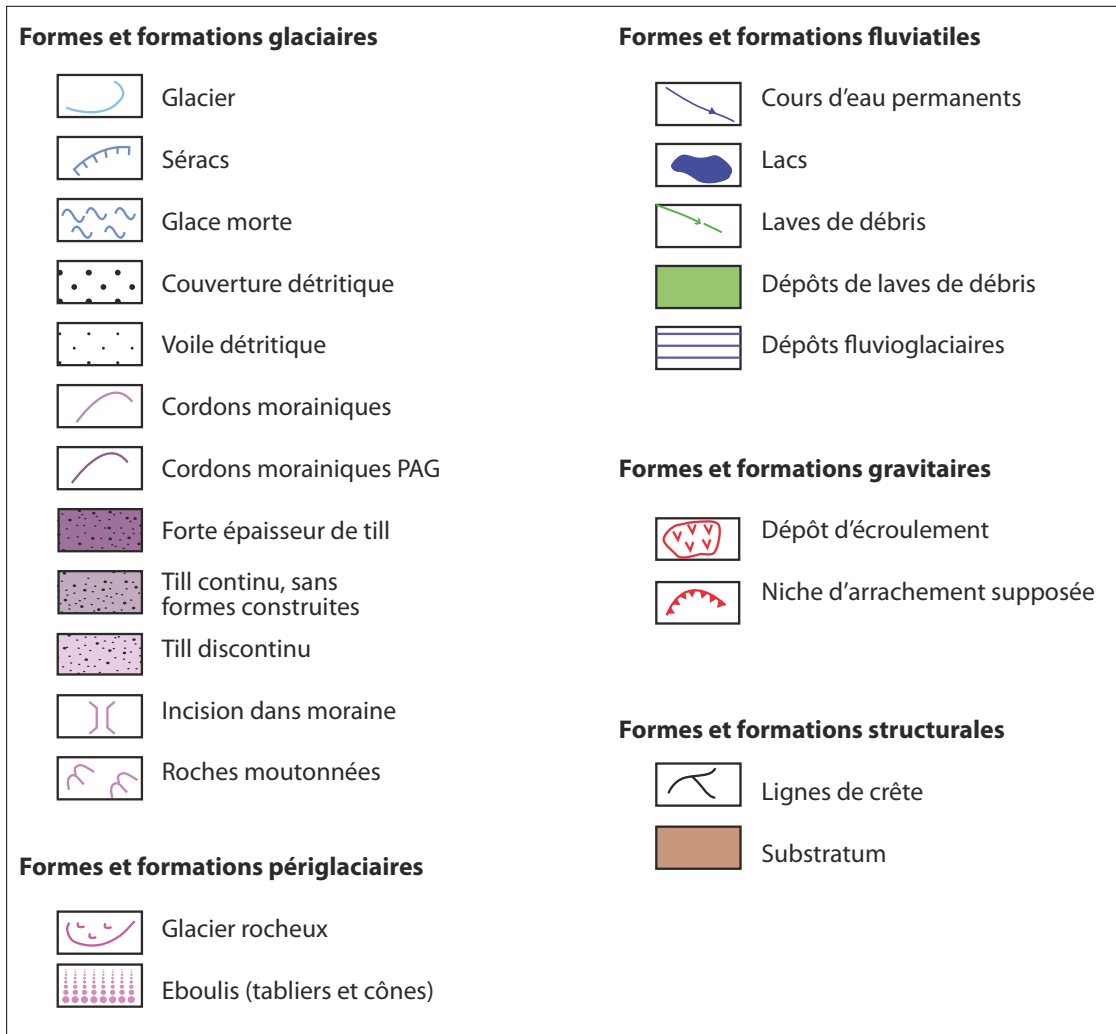 Formes et formations glaciaires
Glacier
Séracs
Glace morte
Couverture détritique
Voile détritique
Cordons morainiques
Cordons morainiques PAG
Forte épaisseur de till
Till continu, sans
formes construites
Till discontinu
Incision dans moraine
Roches moutonnées
Formes et formations périglaciaires
Glacier rocheux
Eboulis (tabliers et cônes)
Formes et formations fluviatiles
Cours d'eau permanents
Lacs
Laves de débris
Dépôts de laves de débris
Dépôts fluvioglaciaires
Formes et formations gravitaires
Dépôt d'écroulement
Niche d'arrachement supposée
Formes et formations structurales
Lignes de crête
Substratum